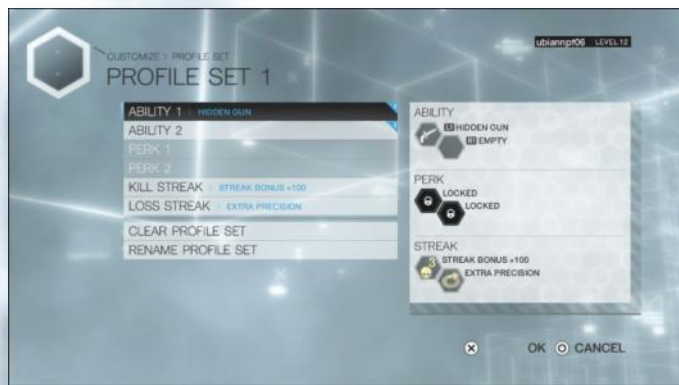 ubiannpf06 LEVEL 12
CUSTOMIZE > PROFILE SET
PROFILE SET 1
ABILITY 1 > HIDDEN GUN
ABILITY 2
PERK 1
PERK 2
KILL STREAK > STREAK BONUS +100
LOSS STREAK > EXTRA PRECISION
CLEAR PROFILE SET
RENAME PROFILE SET
ABILITY
L2 HIDDEN GUN
EMPTY
PERK
LOCKED
LOCKED
STREAK
3
STREAK BONUS +100
EXTRA PRECISION
OK CANCEL